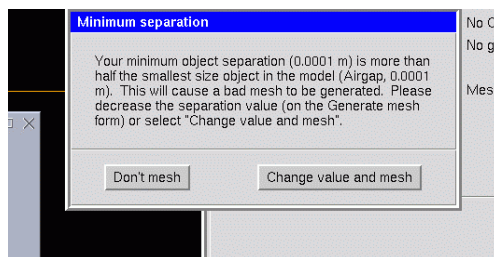 Minimum separation
Your minimum object separation (0.0001 m) is more than
half the smallest size object in the model (Airgap, 0.0001
m). This will cause a bad mesh to be generated. Please
decrease the separation value (on the Generate mesh
form) or select "Change value and mesh".
Don't mesh
Change value and mesh
No
No g
Mes